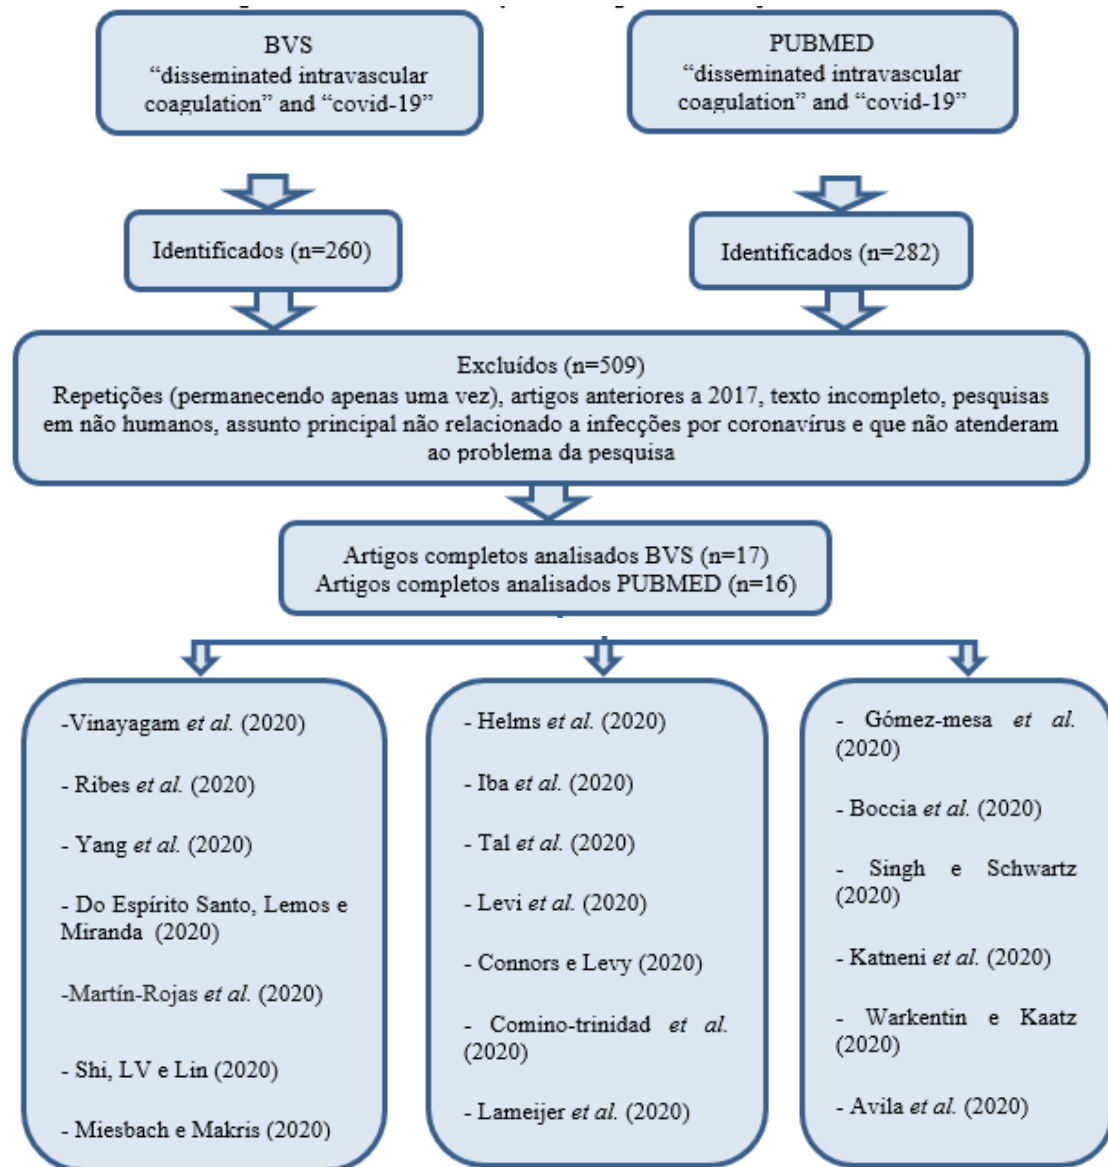 BVS
“disseminated intravascular
coagulation” and “covid-19”
PUBMED
“disseminated intravascular
coagulation” and “covid-19”
Identificados (n=260)
Identificados (n=282)
Excluídos (n=509)
Repetições (permanecendo apenas uma vez), artigos anteriores a 2017, texto incompleto, pesquisas
em não humanos, assunto principal não relacionado a infecções por coronavírus e que não atenderam
ao problema da pesquisa
Artigos completos analisados BVS (n=17)
Artigos completos analisados PUBMED (n=16)
-Vinayagam et al. (2020)
- Ribes et al. (2020)
- Yang et al. (2020)
- Do Espírito Santo, Lemos e
Miranda (2020)
-Martín-Rojas et al. (2020)
- Shi, LV e Lin (2020)
- Miesbach e Makris (2020)
- Helms et al. (2020)
- Iba et al. (2020)
- Tal et al. (2020)
- Levi et al. (2020)
- Connors e Levy (2020)
- Comino-trinidad et al.
(2020)
- Lameijer et al. (2020)
- Gómez-mesa et al.
(2020)
- Boccia et al. (2020)
- Singh e Schwartz
(2020)
- Katneni et al. (2020)
- Warkentin e Kaatz
(2020)
- Avila et al. (2020)